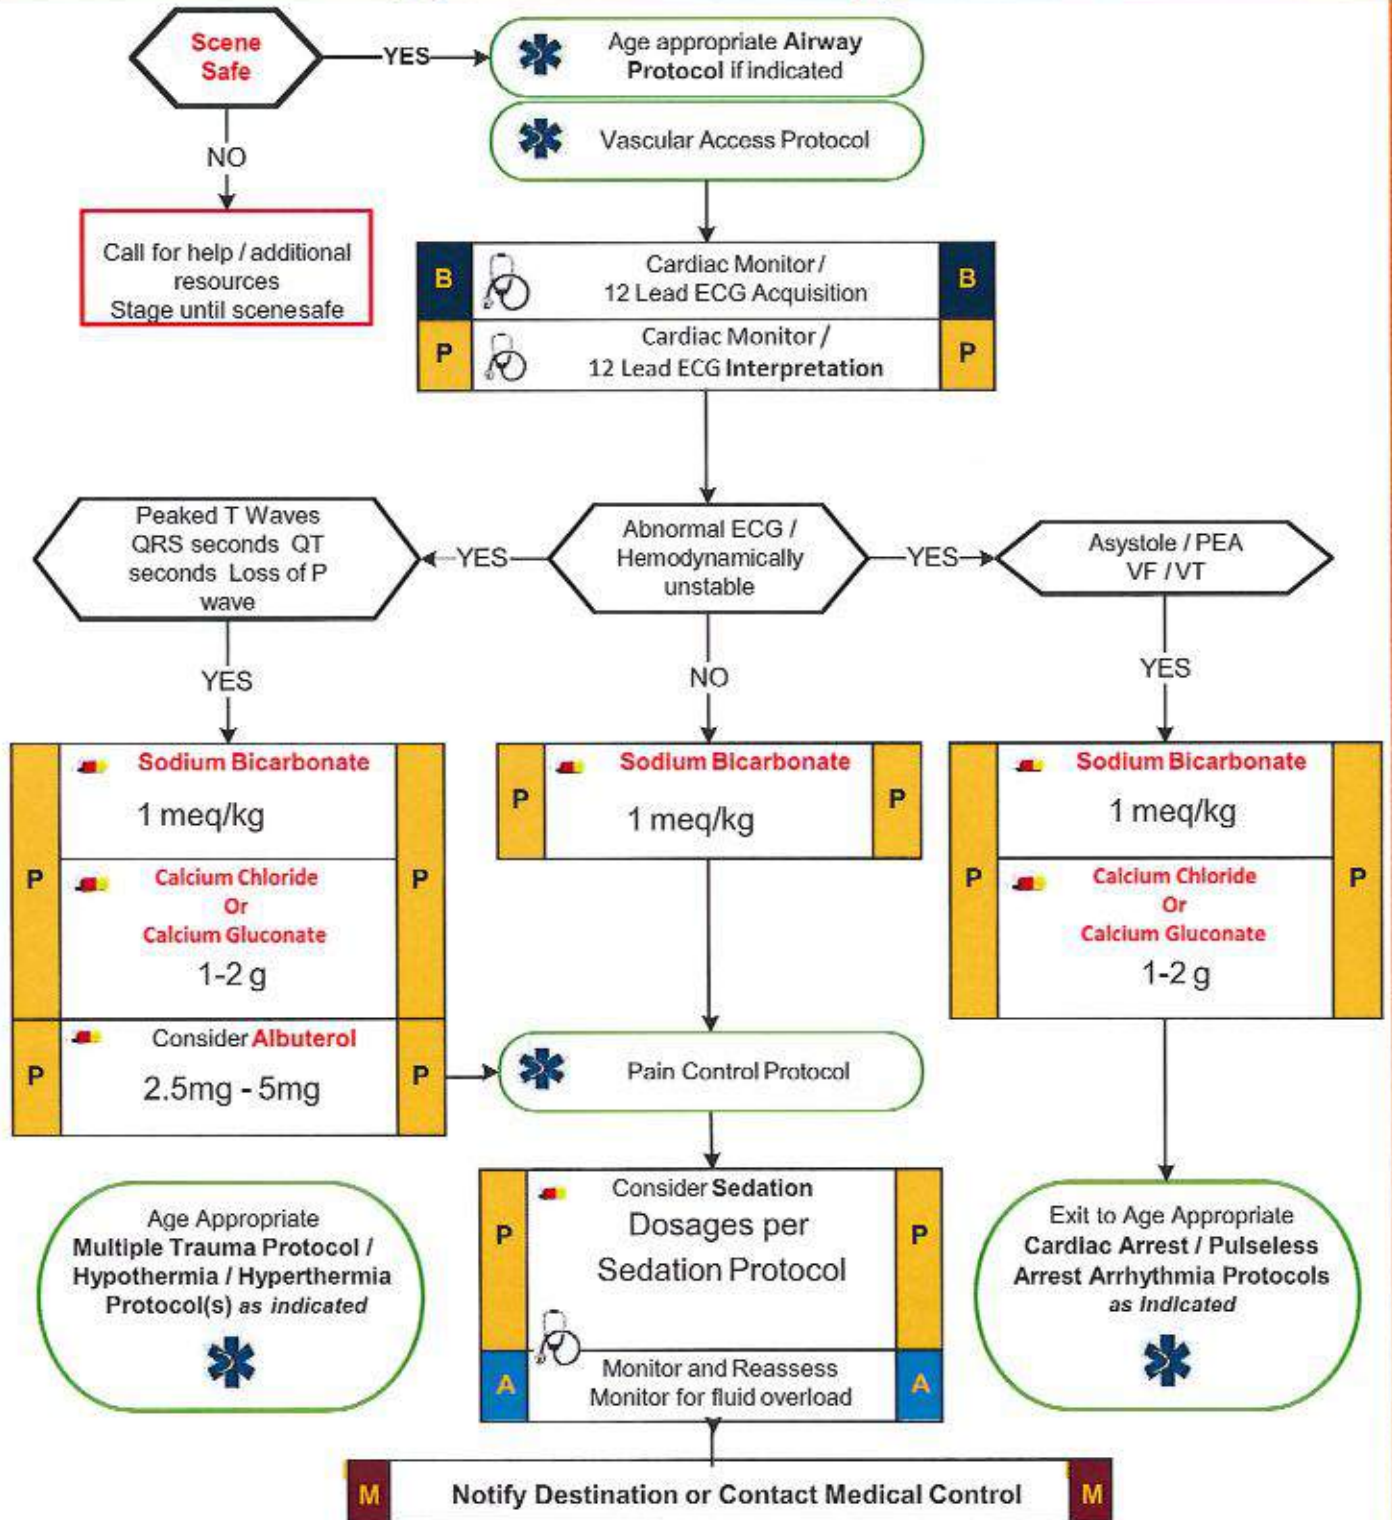 Scene
Safe
YES
Age appropriate Airway
Protocol if indicated
Vascular Access Protocol
NO
Call for help / additional
resources
Stage until scenesafe
B
Cardiac Monitor /
12 Lead ECG Acquisition
B
P
Cardiac Monitor /
12 Lead ECG Interpretation
P
Peaked T Waves
QRS seconds QT
seconds Loss of P
wave
YES
Abnormal ECG /
Hemodynamically
unstable
YES
Asystole / PEA
VF / VT
YES
NO
YES
P
Sodium Bicarbonate
1 meq/kg
Calcium Chloride
Or
Calcium Gluconate
1-2 g
P
P
Consider Albuterol
2.5mg - 5mg
P
P
Sodium Bicarbonate
1 meq/kg
P
P
Sodium Bicarbonate
1 meq/kg
Calcium Chloride
Or
Calcium Gluconate
1-2 g
P
Pain Control Protocol
Age Appropriate
Multiple Trauma Protocol /
Hypothermia / Hyperthermia
Protocol(s) as indicated
P
Consider Sedation
Dosages per
Sedation Protocol
P
A
Monitor and Reassess
Monitor for fluid overload
A
Exit to Age Appropriate
Cardiac Arrest / Pulseless
Arrest Arrhythmia Protocols
as Indicated
M
Notify Destination or Contact Medical Control
M